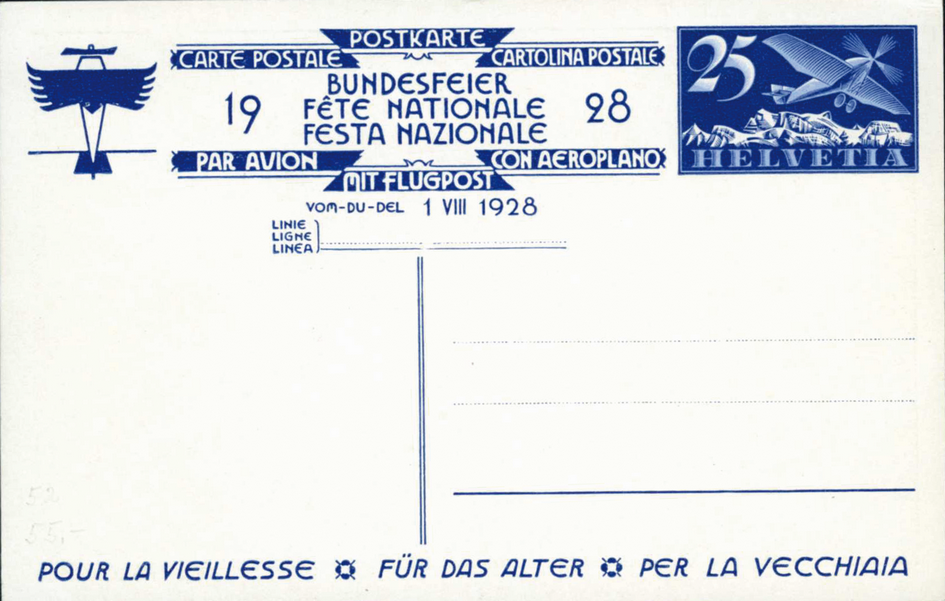 POSTKARTE
CARTE POSTALE CARTOLINA POSTALE
BUNDESFEIER
19 FÊTE NATIONALE 28
FESTA NAZIONALE
PAR AVION CON AEROPLANO
MIT FLUGPOST
25
HELVETIA
VOM-DU-DEL 1 VIII 1928
LINIE
LIGNE
LINEA
52
55,-
POUR LA VIEILLESSE FÜR DAS ALTER PER LA VECCHIAIA